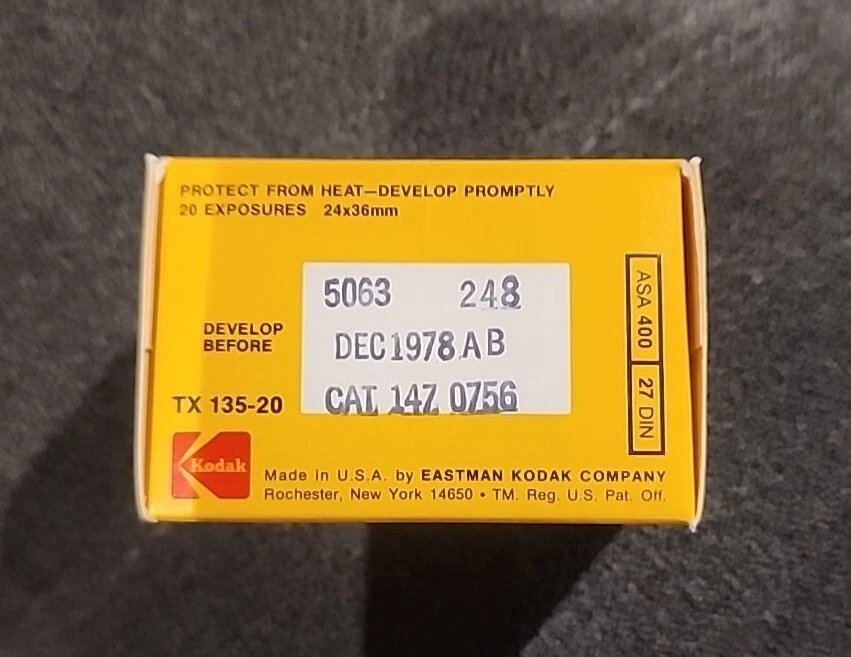 PROTECT FROM HEAT—DEVELOP PROMPTLY
20 EXPOSURES 24x36mm
5063 248
DEVELOP BEFORE
DEC 1978 A B
TX 135-20
CAT 147 0756
ASA 400
27 DIN
Kodak
Made in U.S.A. by EASTMAN KODAK COMPANY
Rochester, New York 14650 • TM. Reg. U.S. Pat. Off.